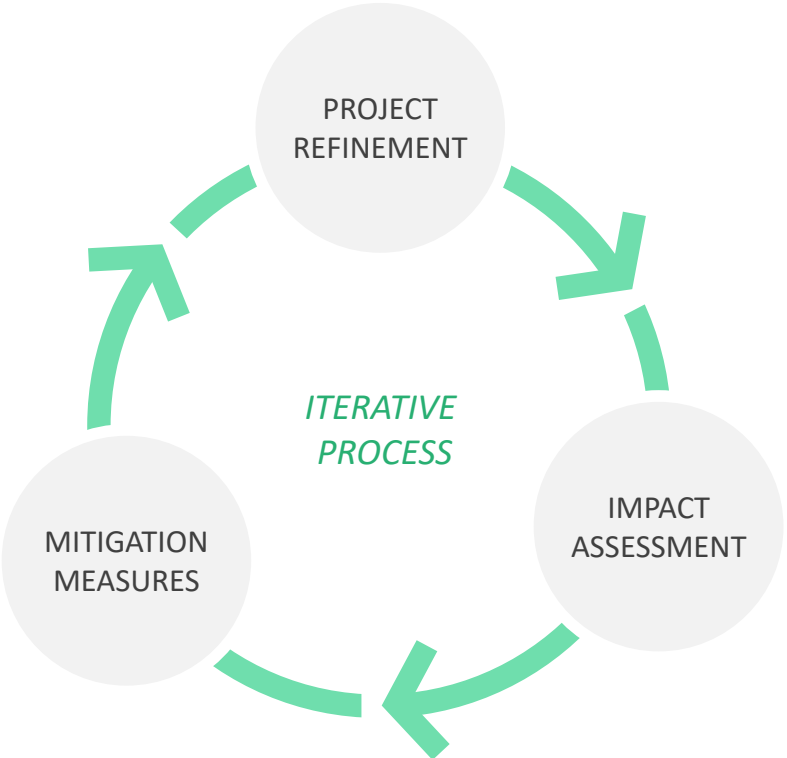 PROJECT
REFINEMENT
ITERATIVE
PROCESS
IMPACT
ASSESSMENT
MITIGATION
MEASURES